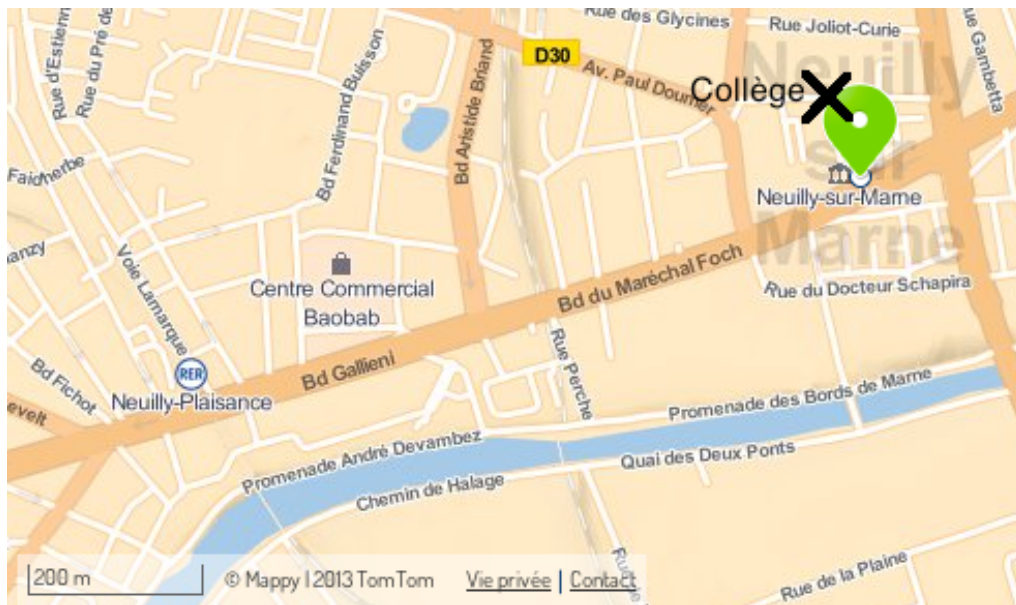 Rue des Glycines
Rue Joliot-Curie
Rue Gambetta
Rue d'Estienne
Rue du Pré de
Bd Ferdinand Buisson
Bd Aristide Briand
D30
Av. Paul Doumer
Collège
Neuilly
sur
Marne
Neuilly-sur-Marne
Faidherbe
anzy
Voie Lamarque
Centre Commercial
Baobab
Bd du Maréchal Foch
Rue du Docteur Schapira
Bd Gallieni
Rue Perche
RER
Neuilly-Plaisance
Bd Fichot
evelt
Promenade des Bords de Marne
Promenade André Devambez
Quai des Deux Ponts
Chemin de Halage
Rue de la Plaine
200 m
© Mappy | 2013 TomTom Vie privée | Contact